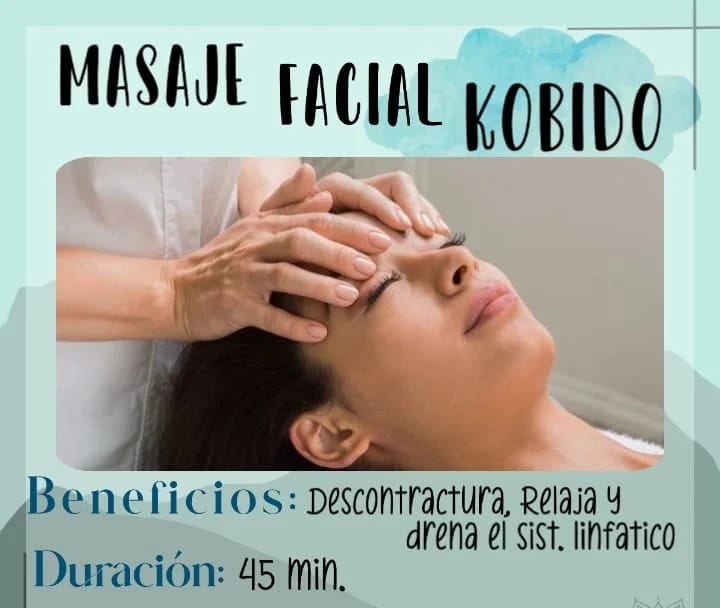 MASAJE FACIAL KOBIDO
Beneficios: Descontractura, Relaja y
drena el sist. linfatico
Duración: 45 min.